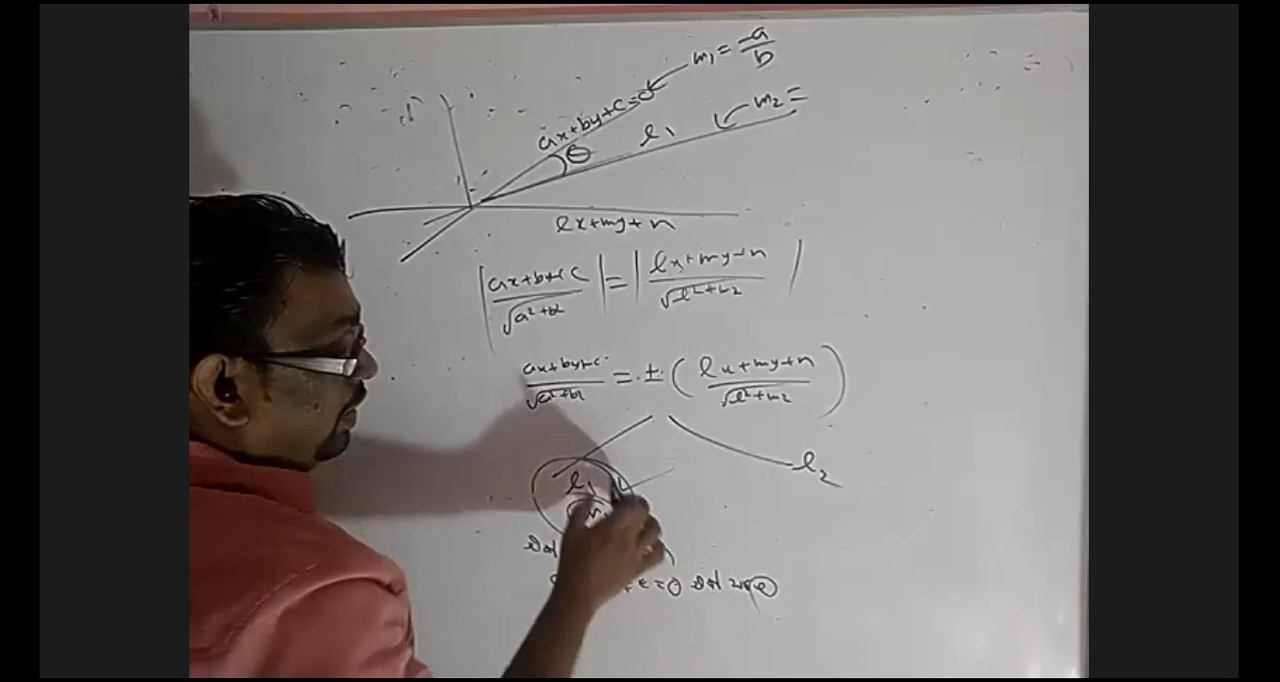 m₁ = -a/b
ax+by+c=0
m₂ =
θ
l₁
lx+my+n
|ax+by+c / √a²+b²| = |lx+my+n / √l²+m²|
ax+by+c / √a²+b² = ± (lx+my+n / √l²+m²)
l₁
l₂
=0